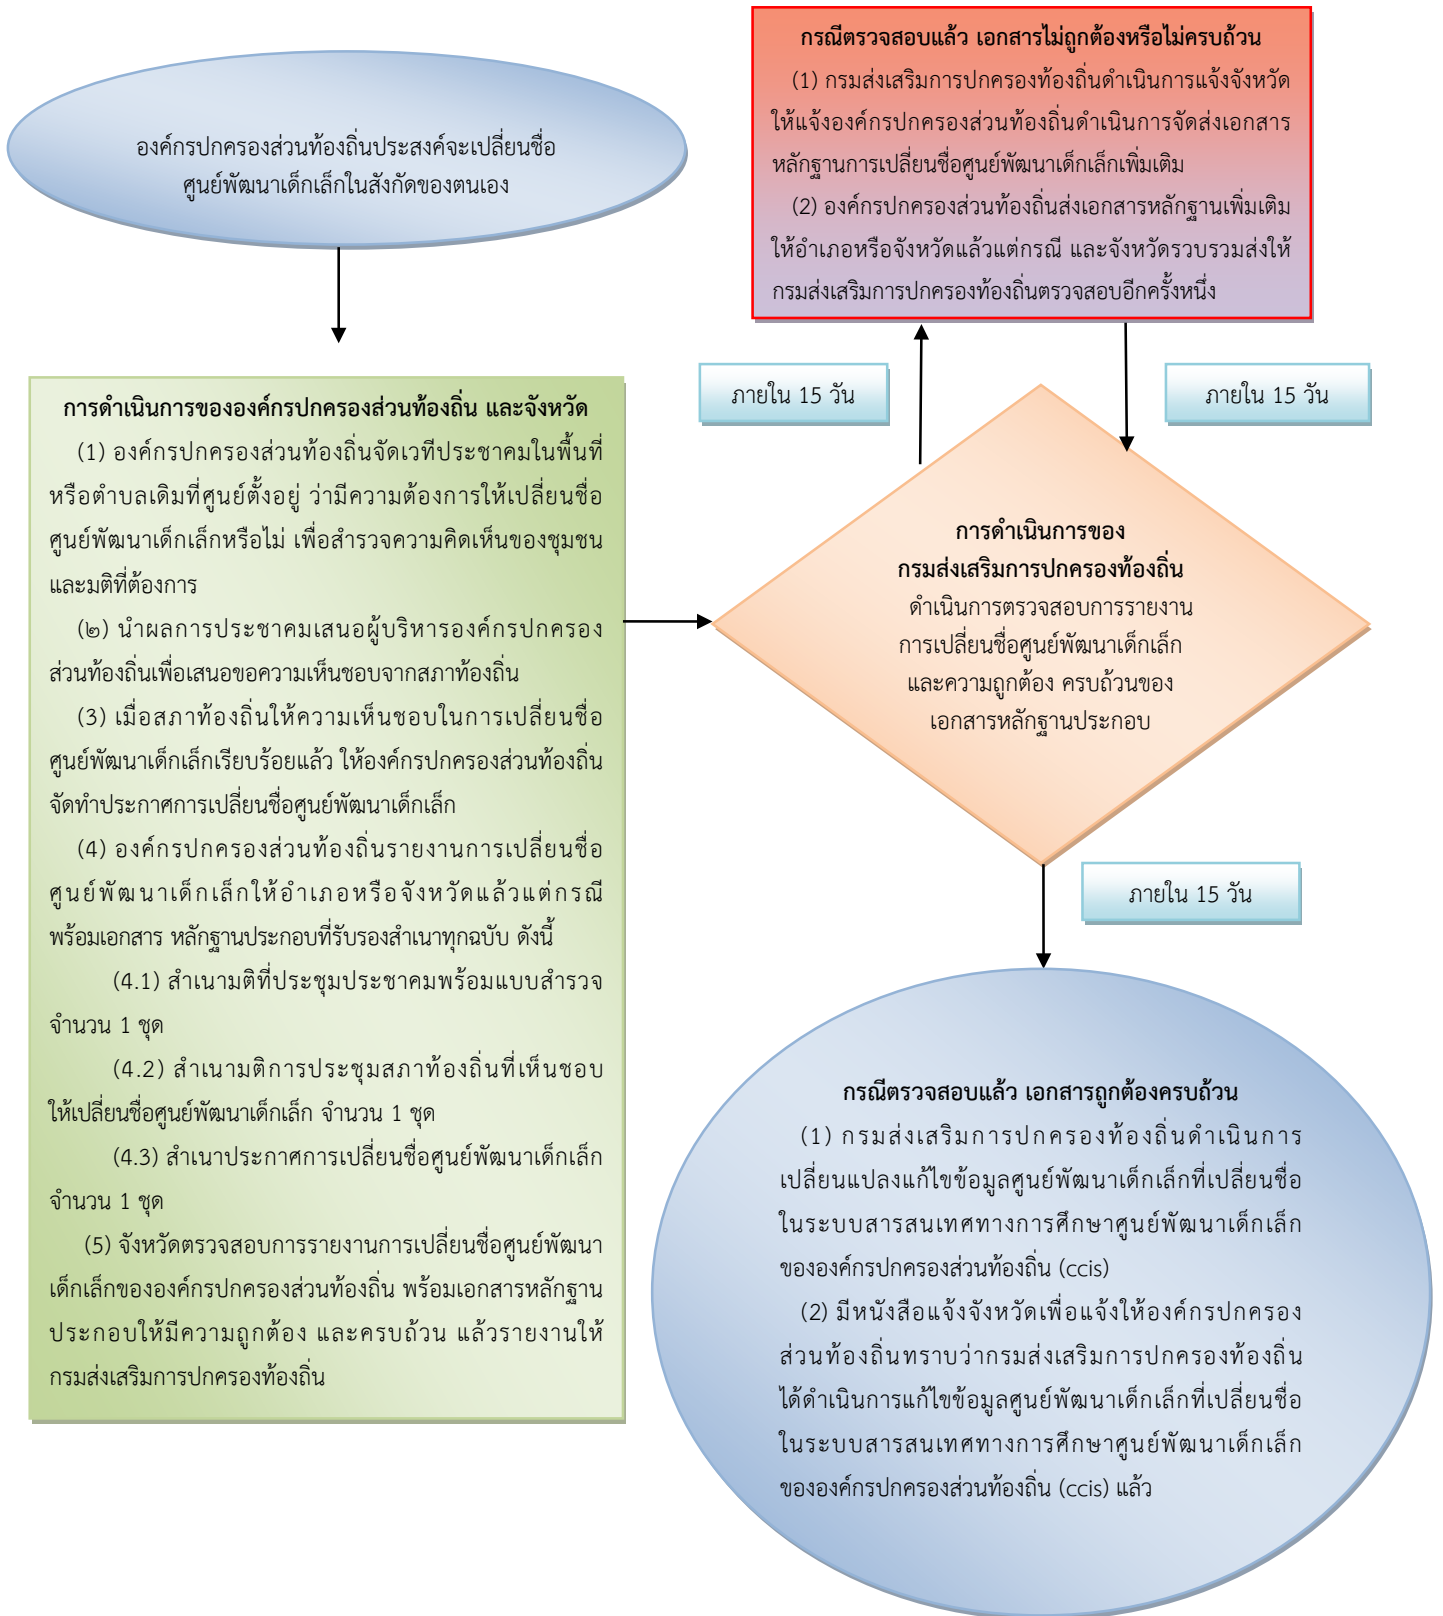 องค์กรปกครองส่วนท้องถิ่นประสงค์จะเปลี่ยนชื่อ
ศูนย์พัฒนาเด็กเล็กในสังกัดของตนเอง
การดำเนินการขององค์กรปกครองส่วนท้องถิ่น และจังหวัด
(1) องค์กรปกครองส่วนท้องถิ่นจัดเวทีประชาคมในพื้นที่
หรือตำบลเดิมที่ศูนย์ตั้งอยู่ ว่ามีความต้องการให้เปลี่ยนชื่อ
ศูนย์พัฒนาเด็กเล็กหรือไม่ เพื่อสำรวจความคิดเห็นของชุมชน
และมติที่ต้องการ
(๒) นำผลการประชาคมเสนอผู้บริหารองค์กรปกครอง
ส่วนท้องถิ่นเพื่อเสนอขอความเห็นชอบจากสภาท้องถิ่น
(3) เมื่อสภาท้องถิ่นให้ความเห็นชอบในการเปลี่ยนชื่อ
ศูนย์พัฒนาเด็กเล็กเรียบร้อยแล้ว ให้องค์กรปกครองส่วนท้องถิ่น
จัดทำประกาศการเปลี่ยนชื่อศูนย์พัฒนาเด็กเล็ก
(4) องค์กรปกครองส่วนท้องถิ่นรายงานการเปลี่ยนชื่อ
ศูนย์พัฒนาเด็กเล็กให้อำเภอหรือจังหวัดแล้วแต่กรณี
พร้อมเอกสาร หลักฐานประกอบที่รับรองสำเนาทุกฉบับ ดังนี้
(4.1) สำเนามติที่ประชุมประชาคมพร้อมแบบสำรวจ
จำนวน 1 ชุด
(4.2) สำเนามติการประชุมสภาท้องถิ่นที่เห็นชอบ
ให้เปลี่ยนชื่อศูนย์พัฒนาเด็กเล็ก จำนวน 1 ชุด
(4.3) สำเนาประกาศการเปลี่ยนชื่อศูนย์พัฒนาเด็กเล็ก
จำนวน 1 ชุด
(5) จังหวัดตรวจสอบการรายงานการเปลี่ยนชื่อศูนย์พัฒนา
เด็กเล็กขององค์กรปกครองส่วนท้องถิ่น พร้อมเอกสารหลักฐาน
ประกอบให้มีความถูกต้อง และครบถ้วน แล้วรายงานให้
กรมส่งเสริมการปกครองท้องถิ่น
กรณีตรวจสอบแล้ว เอกสารไม่ถูกต้องหรือไม่ครบถ้วน
(1) กรมส่งเสริมการปกครองท้องถิ่นดำเนินการแจ้งจังหวัด
ให้แจ้งองค์กรปกครองส่วนท้องถิ่นดำเนินการจัดส่งเอกสาร
หลักฐานการเปลี่ยนชื่อศูนย์พัฒนาเด็กเล็กเพิ่มเติม
(2) องค์กรปกครองส่วนท้องถิ่นส่งเอกสารหลักฐานเพิ่มเติม
ให้อำเภอหรือจังหวัดแล้วแต่กรณี และจังหวัดรวบรวมส่งให้
กรมส่งเสริมการปกครองท้องถิ่นตรวจสอบอีกครั้งหนึ่ง
ภายใน 15 วัน
ภายใน 15 วัน
การดำเนินการของ
กรมส่งเสริมการปกครองท้องถิ่น
ดำเนินการตรวจสอบการรายงาน
การเปลี่ยนชื่อศูนย์พัฒนาเด็กเล็ก
และความถูกต้อง ครบถ้วนของ
เอกสารหลักฐานประกอบ
ภายใน 15 วัน
กรณีตรวจสอบแล้ว เอกสารถูกต้องครบถ้วน
(1) กรมส่งเสริมการปกครองท้องถิ่นดำเนินการ
เปลี่ยนแปลงแก้ไขข้อมูลศูนย์พัฒนาเด็กเล็กที่เปลี่ยนชื่อ
ในระบบสารสนเทศทางการศึกษาศูนย์พัฒนาเด็กเล็ก
ขององค์กรปกครองส่วนท้องถิ่น (ccis)
(2) มีหนังสือแจ้งจังหวัดเพื่อแจ้งให้องค์กรปกครอง
ส่วนท้องถิ่นทราบว่ากรมส่งเสริมการปกครองท้องถิ่น
ได้ดำเนินการแก้ไขข้อมูลศูนย์พัฒนาเด็กเล็กที่เปลี่ยนชื่อ
ในระบบสารสนเทศทางการศึกษาศูนย์พัฒนาเด็กเล็ก
ขององค์กรปกครองส่วนท้องถิ่น (ccis) แล้ว